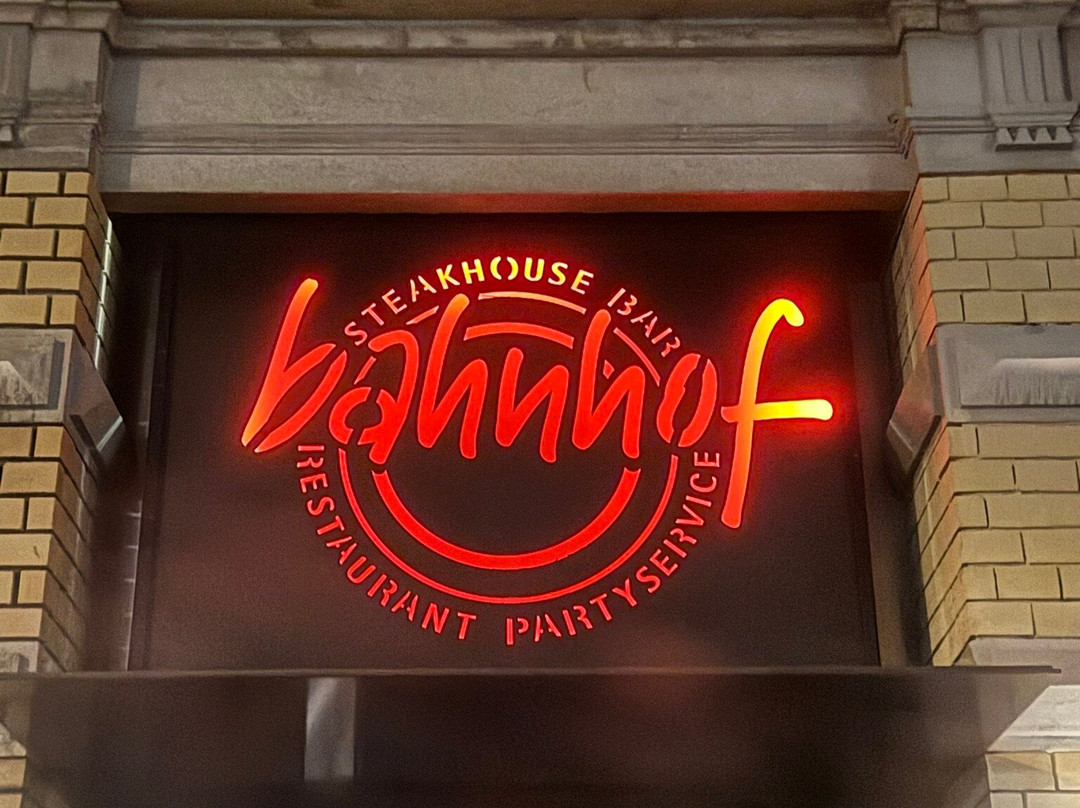 STEAKHOUSE BAR
bahnhof
RESTAURANT PARTYSERVICE